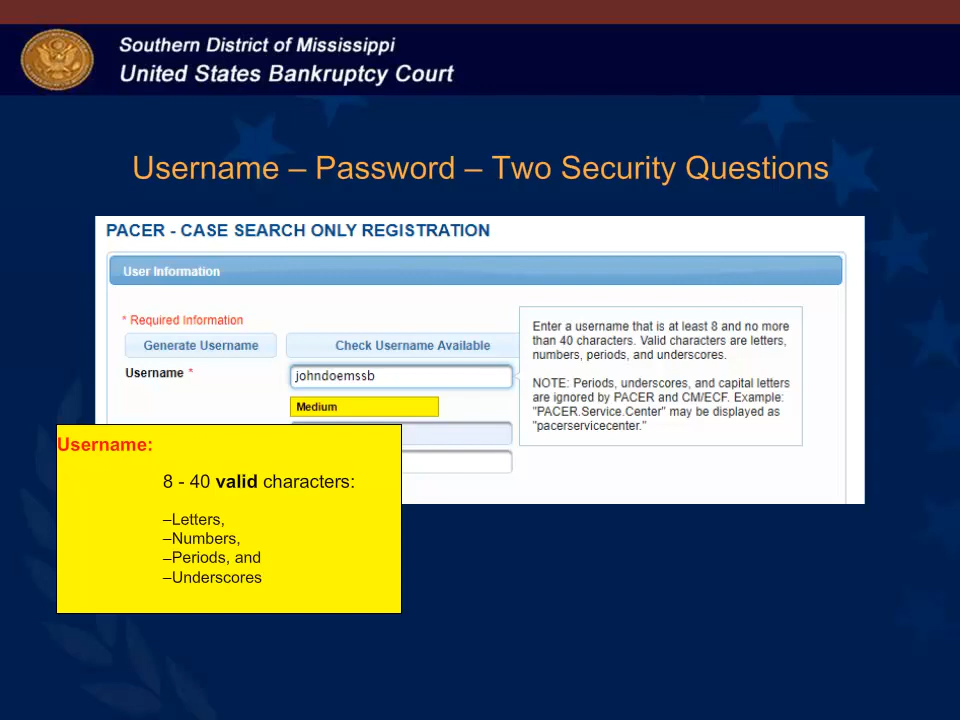 Southern District of Mississippi
United States Bankruptcy Court
Username – Password – Two Security Questions
PACER - CASE SEARCH ONLY REGISTRATION
User Information
* Required Information
Generate Username
Check Username Available
Username *
johndoemssb
Medium
Enter a username that is at least 8 and no more
than 40 characters. Valid characters are letters,
numbers, periods, and underscores.
NOTE: Periods, underscores, and capital letters
are ignored by PACER and CM/ECF. Example:
"PACER.Service.Center" may be displayed as
"pacerservicecenter."
Username:
8 - 40 valid characters:
–Letters,
–Numbers,
–Periods, and
–Underscores